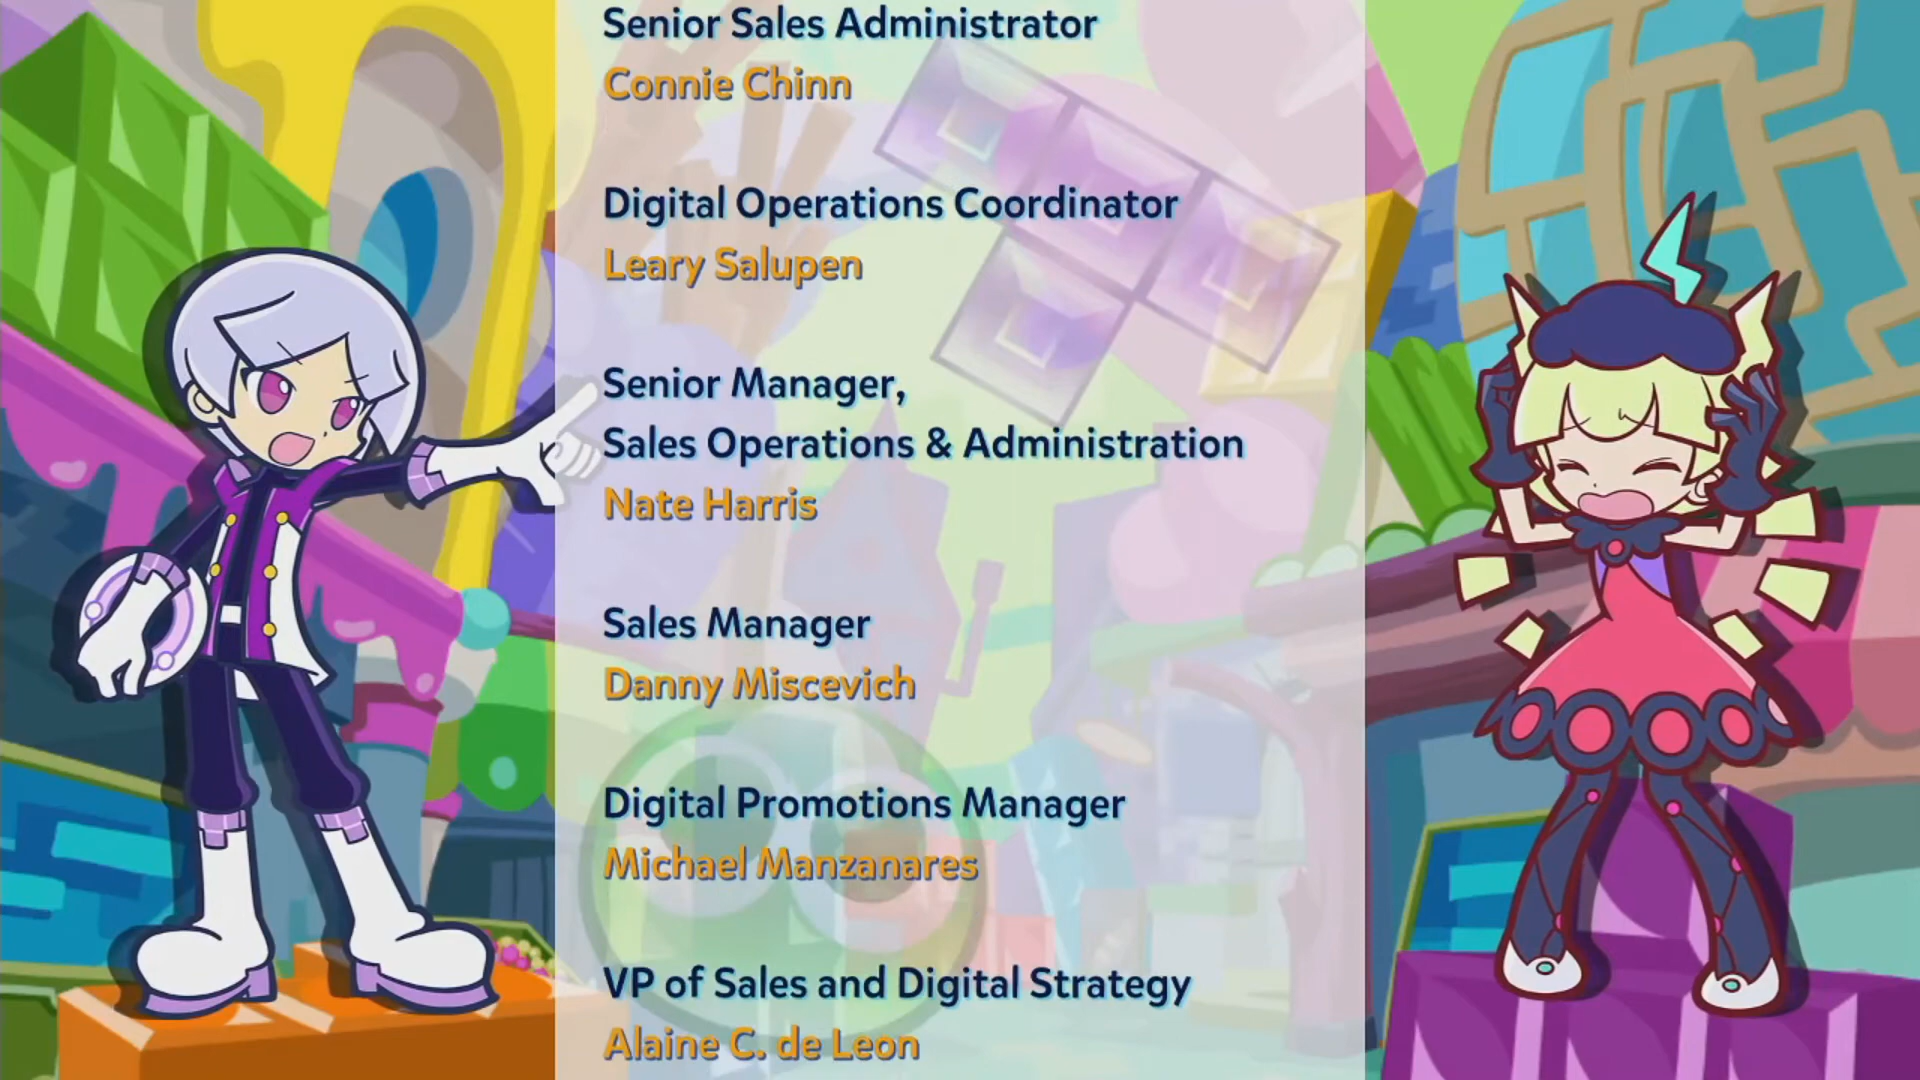 Senior Sales Administrator
Connie Chinn
Digital Operations Coordinator
Leary Salupen
Senior Manager,
Sales Operations & Administration
Nate Harris
Sales Manager
Danny Miscevich
Digital Promotions Manager
Michael Manzanares
VP of Sales and Digital Strategy
Alaine C. de Leon